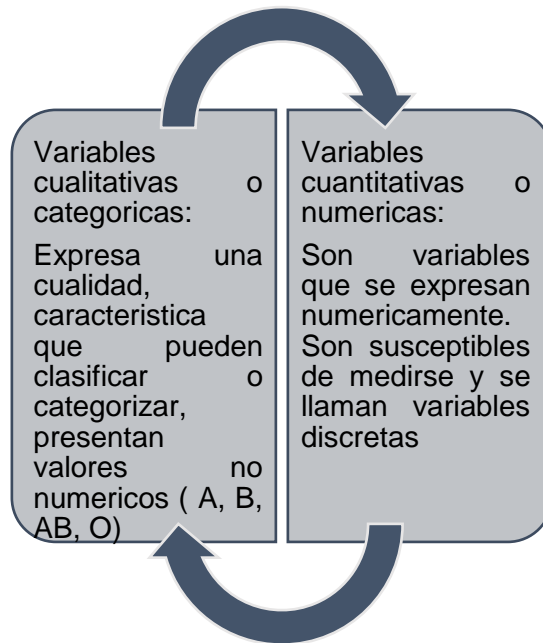 Variables
cualitativas o
categoricas:
Expresa una
cualidad,
caracteristica
que pueden
clasificar o
categorizar,
presentan
valores no
numericos ( A, B,
AB, O)
Variables
cuantitativas o
numericas:
Son variables
que se expresan
numericamente.
Son susceptibles
de medirse y se
llaman variables
discretas